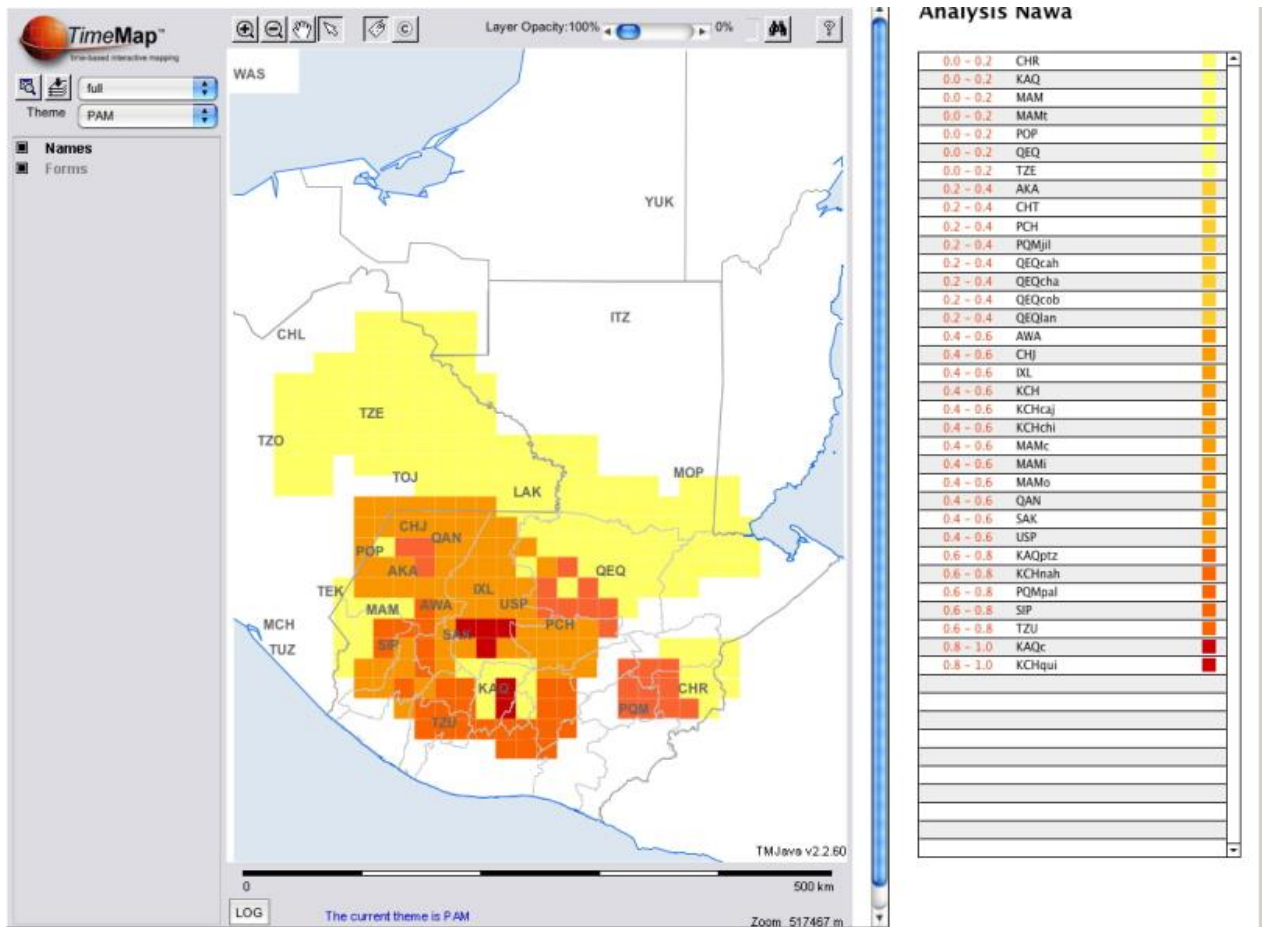 TimeMap™
time-based interactive mapping
full
Theme
PAM
Names
Forms
Layer Opacity:100%
0%
WAS
YUK
ITZ
CHL
TZE
TZO
TOJ
LAK
MOP
CHJ
QAN
POP
AKA
QEQ
TEK
IXL
MAM
AWA
USP
MCH
SAK
PCH
TUZ
SIP
KAQ
CHR
PQM
TZU
TMJava v2.2.60
0
500 km
LOG
The current theme is PAM
Zoom 517467 m
Analysis Nawa
0.0 - 0.2 CHR
0.0 - 0.2 KAQ
0.0 - 0.2 MAM
0.0 - 0.2 MAMt
0.0 - 0.2 POP
0.0 - 0.2 QEQ
0.0 - 0.2 TZE
0.2 - 0.4 AKA
0.2 - 0.4 CHT
0.2 - 0.4 PCH
0.2 - 0.4 PQMjil
0.2 - 0.4 QEQcah
0.2 - 0.4 QEQcha
0.2 - 0.4 QEQcob
0.2 - 0.4 QEQlan
0.4 - 0.6 AWA
0.4 - 0.6 CHJ
0.4 - 0.6 IXL
0.4 - 0.6 KCH
0.4 - 0.6 KCHcaj
0.4 - 0.6 KCHchi
0.4 - 0.6 MAMc
0.4 - 0.6 MAMi
0.4 - 0.6 MAMo
0.4 - 0.6 QAN
0.4 - 0.6 SAK
0.4 - 0.6 USP
0.6 - 0.8 KAQptz
0.6 - 0.8 KCHnah
0.6 - 0.8 PQMpal
0.6 - 0.8 SIP
0.6 - 0.8 TZU
0.8 - 1.0 KAQc
0.8 - 1.0 KCHqui